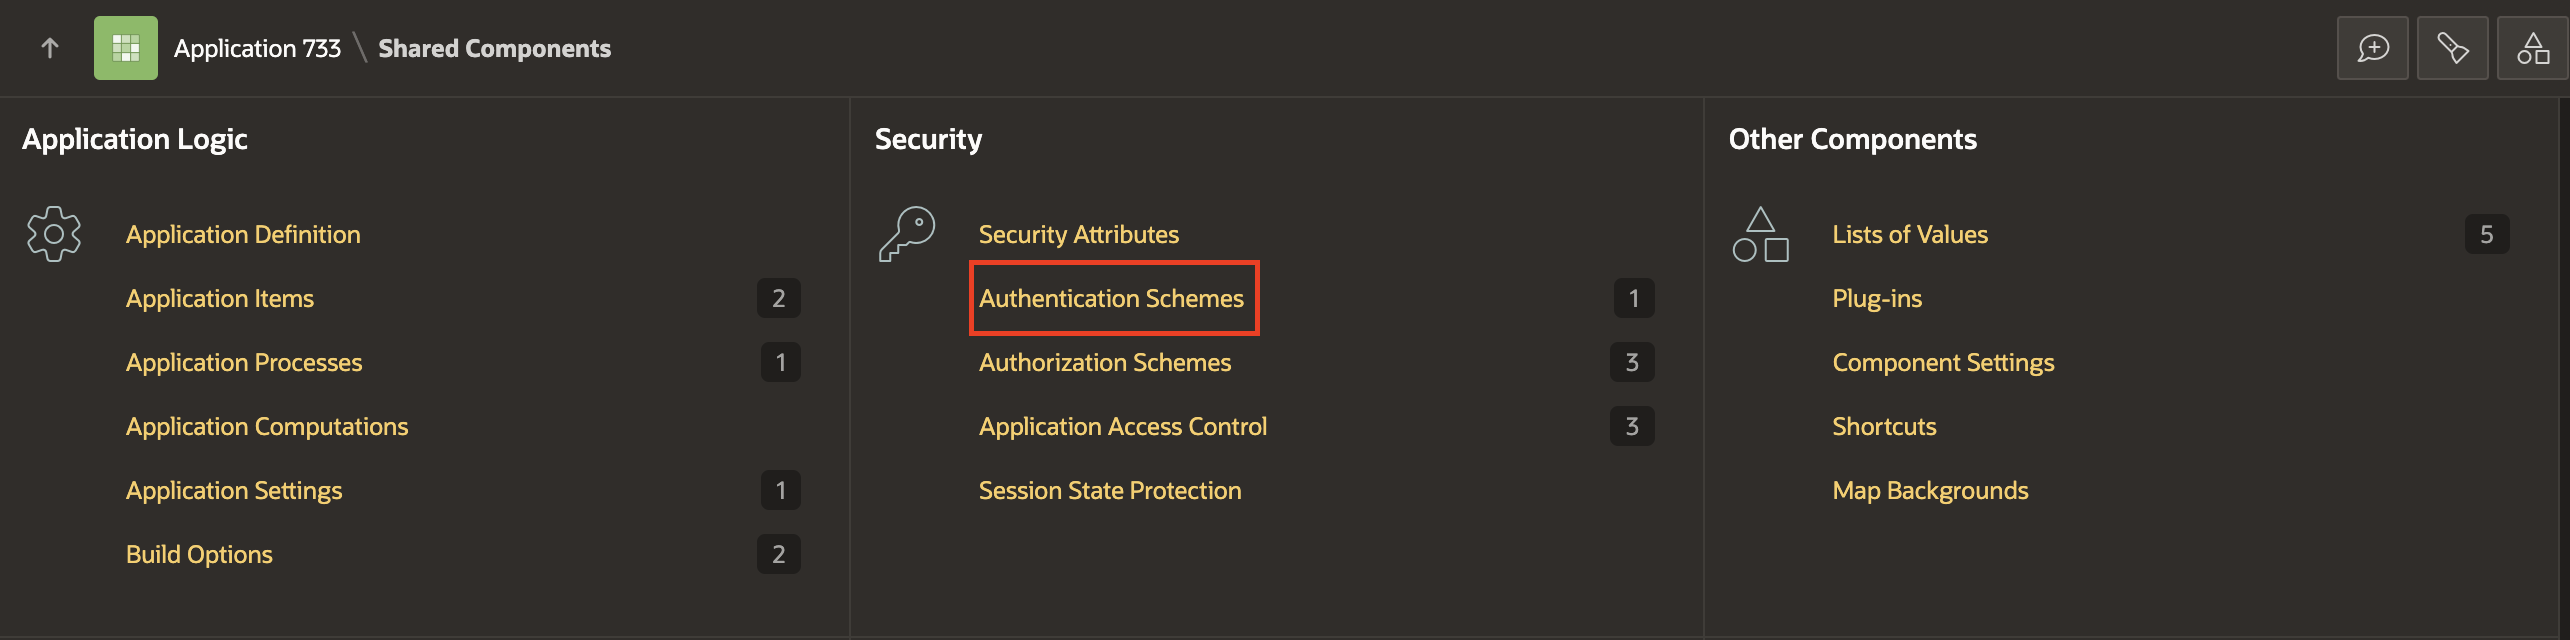 Application 733 \ Shared Components
Application Logic
Application Definition
Application Items 2
Application Processes 1
Application Computations
Application Settings 1
Build Options 2
Security
Security Attributes
Authentication Schemes 1
Authorization Schemes 3
Application Access Control 3
Session State Protection
Other Components
Lists of Values 5
Plug-ins
Component Settings
Shortcuts
Map Backgrounds